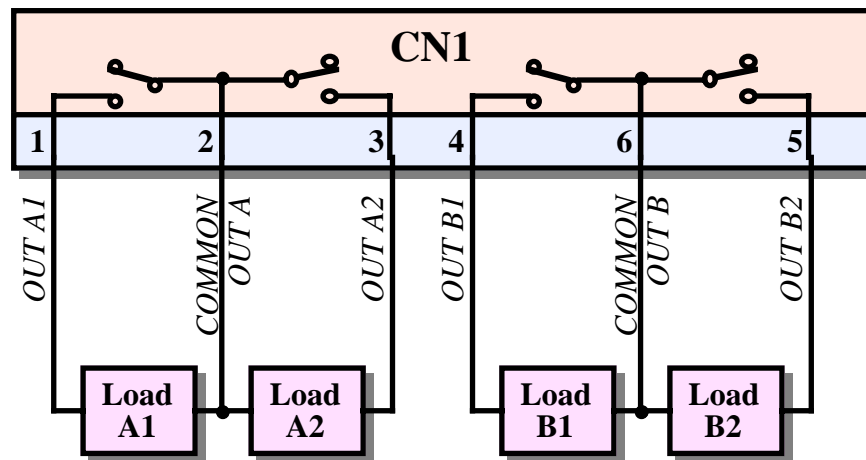 CN1
1 2 3 4 6 5
OUT A1
COMMON
OUT A
OUT A2
OUT B1
COMMON
OUT B
OUT B2
Load
A1
Load
A2
Load
B1
Load
B2